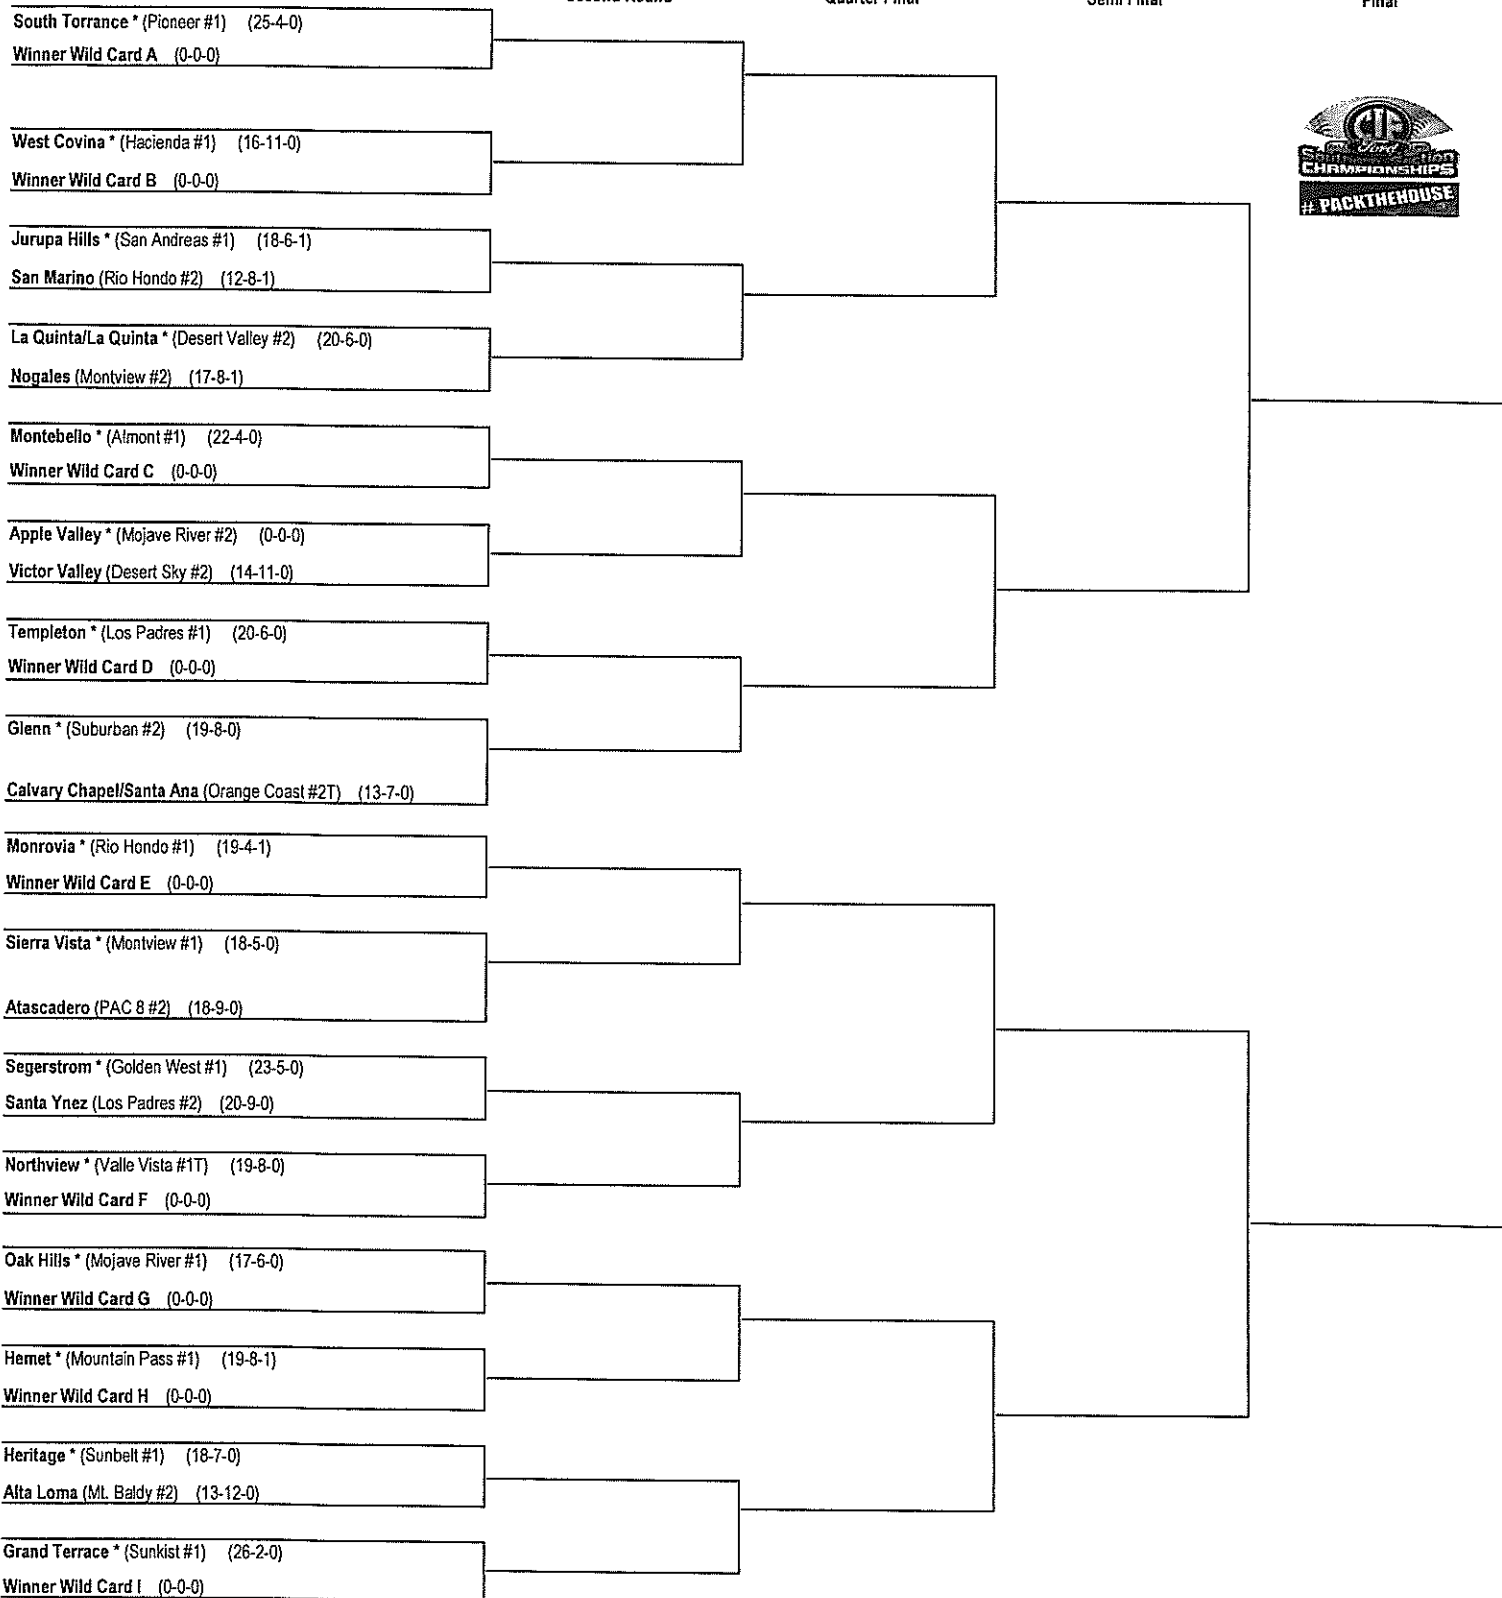 Second Round Quarter Final Semi Final Final
South Torrance * (Pioneer #1) (25-4-0)
Winner Wild Card A (0-0-0)
West Covina * (Hacienda #1) (16-11-0)
Winner Wild Card B (0-0-0)
Jurupa Hills * (San Andreas #1) (18-6-1)
San Marino (Rio Hondo #2) (12-8-1)
La Quinta/La Quinta * (Desert Valley #2) (20-6-0)
Nogales (Montview #2) (17-8-1)
Montebello * (Almont #1) (22-4-0)
Winner Wild Card C (0-0-0)
Apple Valley * (Mojave River #2) (0-0-0)
Victor Valley (Desert Sky #2) (14-11-0)
Templeton * (Los Padres #1) (20-6-0)
Winner Wild Card D (0-0-0)
Glenn * (Suburban #2) (19-8-0)
Calvary Chapel/Santa Ana (Orange Coast #2T) (13-7-0)
Monrovia * (Rio Hondo #1) (19-4-1)
Winner Wild Card E (0-0-0)
Sierra Vista * (Montview #1) (18-5-0)
Atascadero (PAC 8 #2) (18-9-0)
Segerstrom * (Golden West #1) (23-5-0)
Santa Ynez (Los Padres #2) (20-9-0)
Northview * (Valle Vista #1T) (19-8-0)
Winner Wild Card F (0-0-0)
Oak Hills * (Mojave River #1) (17-6-0)
Winner Wild Card G (0-0-0)
Hemet * (Mountain Pass #1) (19-8-1)
Winner Wild Card H (0-0-0)
Heritage * (Sunbelt #1) (18-7-0)
Alta Loma (Mt. Baldy #2) (13-12-0)
Grand Terrace * (Sunkist #1) (26-2-0)
Winner Wild Card I (0-0-0)
CIF
Ford
CHAMPIONSHIPS
# PACKTHEHOUSE